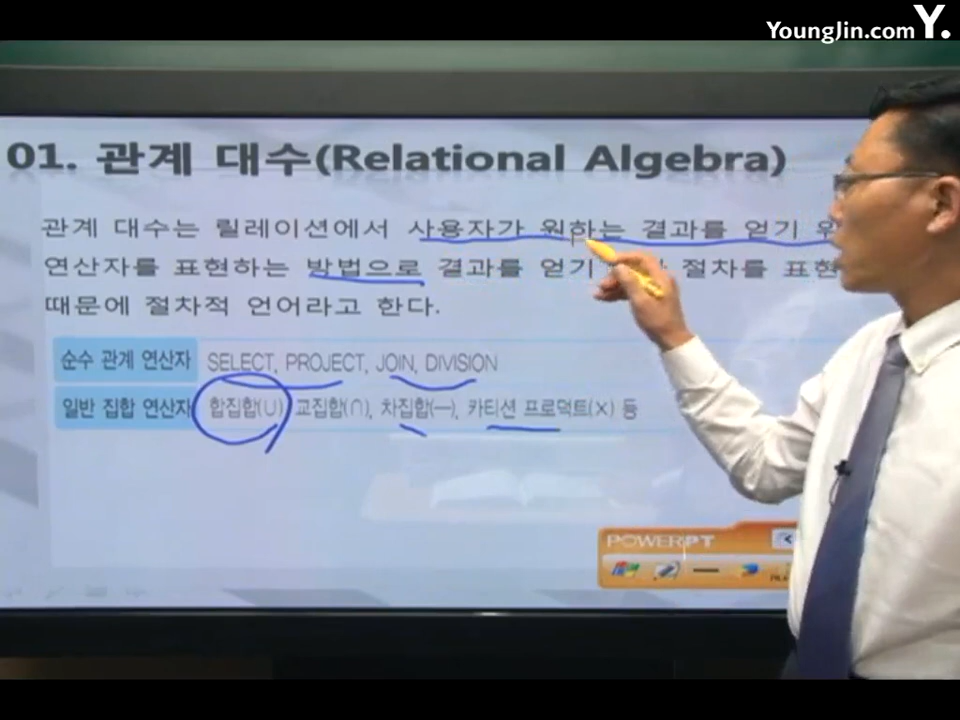 YoungJin.com Y.
01. 관계 대수(Relational Algebra)
관계 대수는 릴레이션에서 사용자가 원하는 결과를 얻기
연산자를 표현하는 방법으로 결과를 얻기 절차를 표현
때문에 절차적 언어라고 한다.
순수 관계 연산자 SELECT, PROJECT, JOIN, DIVISION
일반 집합 연산자 합집합(∪), 교집합(∩), 차집합(―), 카티션 프로덕트(×) 등
POWERPT